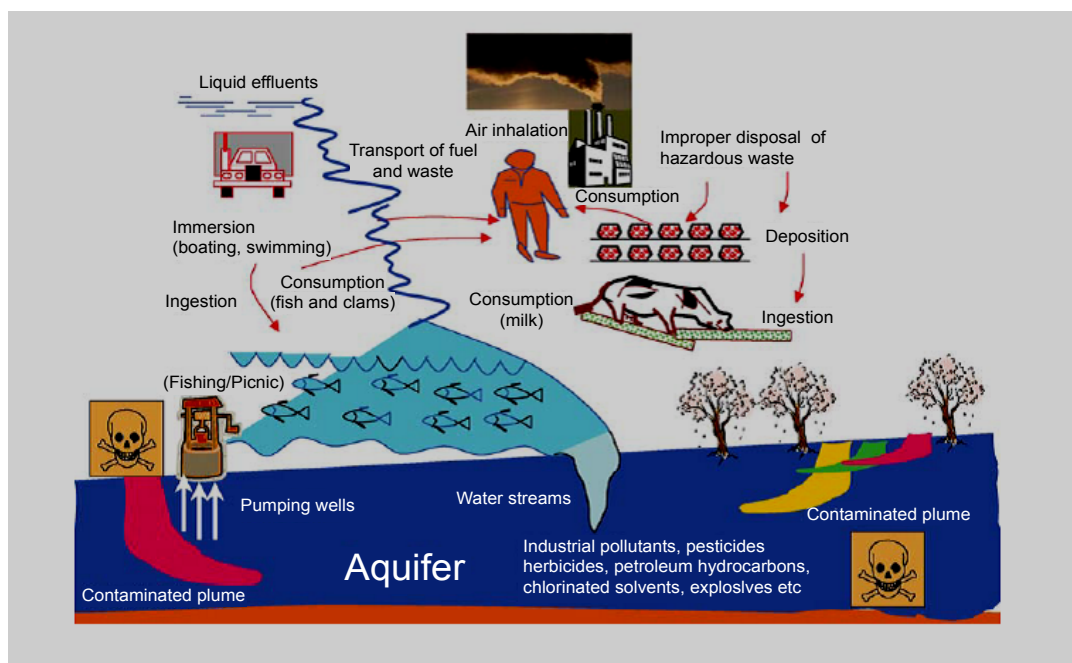 Liquid effluents
Air inhalation
Improper disposal of
hazardous waste
Transport of fuel
and waste
Consumption
Immersion
(boating, swimming)
Deposition
Ingestion
Consumption
(fish and clams)
Consumption
(milk)
Ingestion
(Fishing/Picnic)
Pumping wells
Water streams
Contaminated plume
Industrial pollutants, pesticides
herbicides, petroleum hydrocarbons,
chlorinated solvents, exploslves etc
Aquifer
Contaminated plume